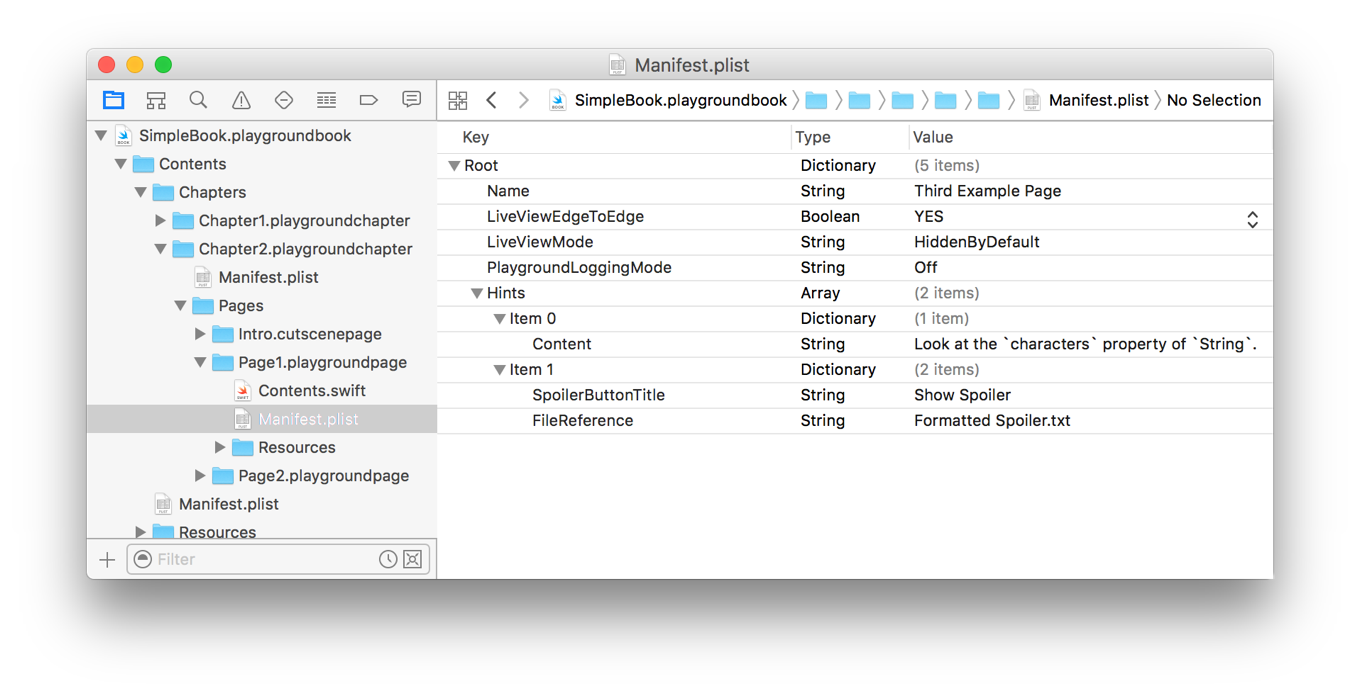 Manifest.plist
SimpleBook.playgroundbook Manifest.plist No Selection
SimpleBook.playgroundbook
Contents
Chapters
Chapter1.playgroundchapter
Chapter2.playgroundchapter
Manifest.plist
Pages
Intro.cutscenepage
Page1.playgroundpage
Contents.swift
Manifest.plist
Resources
Page2.playgroundpage
Manifest.plist
Resources
Filter
Key Type Value
Root Dictionary (5 items)
Name String Third Example Page
LiveViewEdgeToEdge Boolean YES
LiveViewMode String HiddenByDefault
PlaygroundLoggingMode String Off
Hints Array (2 items)
Item 0 Dictionary (1 item)
Content String Look at the `characters` property of `String`.
Item 1 Dictionary (2 items)
SpoilerButtonTitle String Show Spoiler
FileReference String Formatted Spoiler.txt